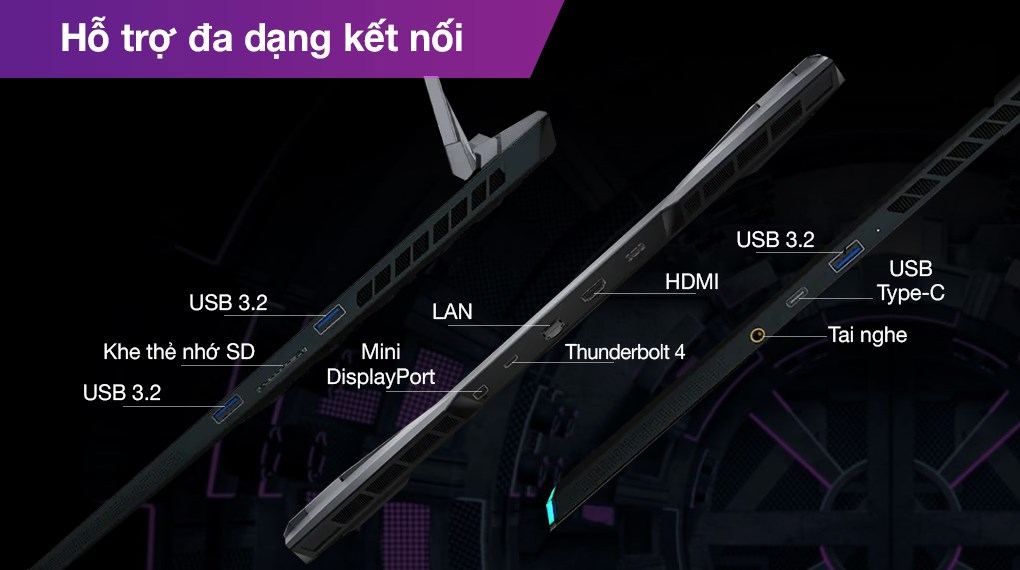 Hỗ trợ đa dạng kết nối
USB 3.2
Khe thẻ nhớ SD
USB 3.2
LAN
Mini
DisplayPort
HDMI
Thunderbolt 4
USB 3.2
USB
Type-C
Tai nghe